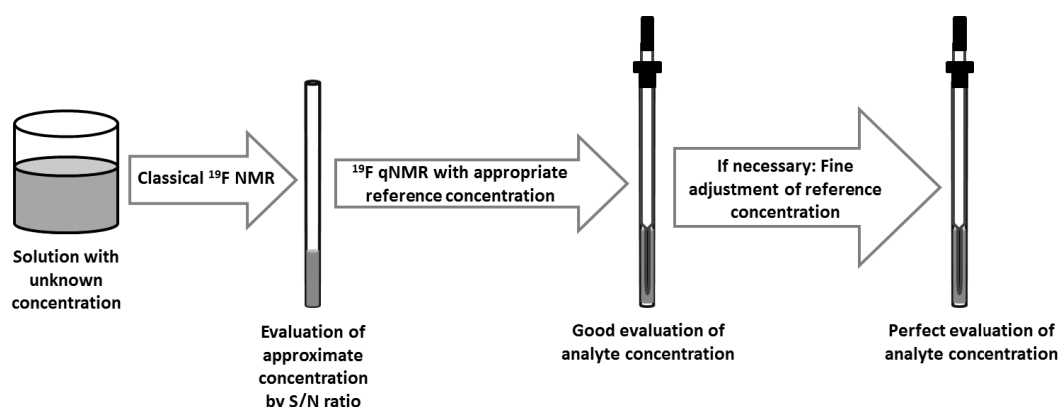 Classical ¹⁹F NMR
¹⁹F qNMR with appropriate
reference concentration
If necessary: Fine
adjustment of reference
concentration
Solution with
unknown
concentration
Evaluation of
approximate
concentration
by S/N ratio
Good evaluation of
analyte concentration
Perfect evaluation of
analyte concentration